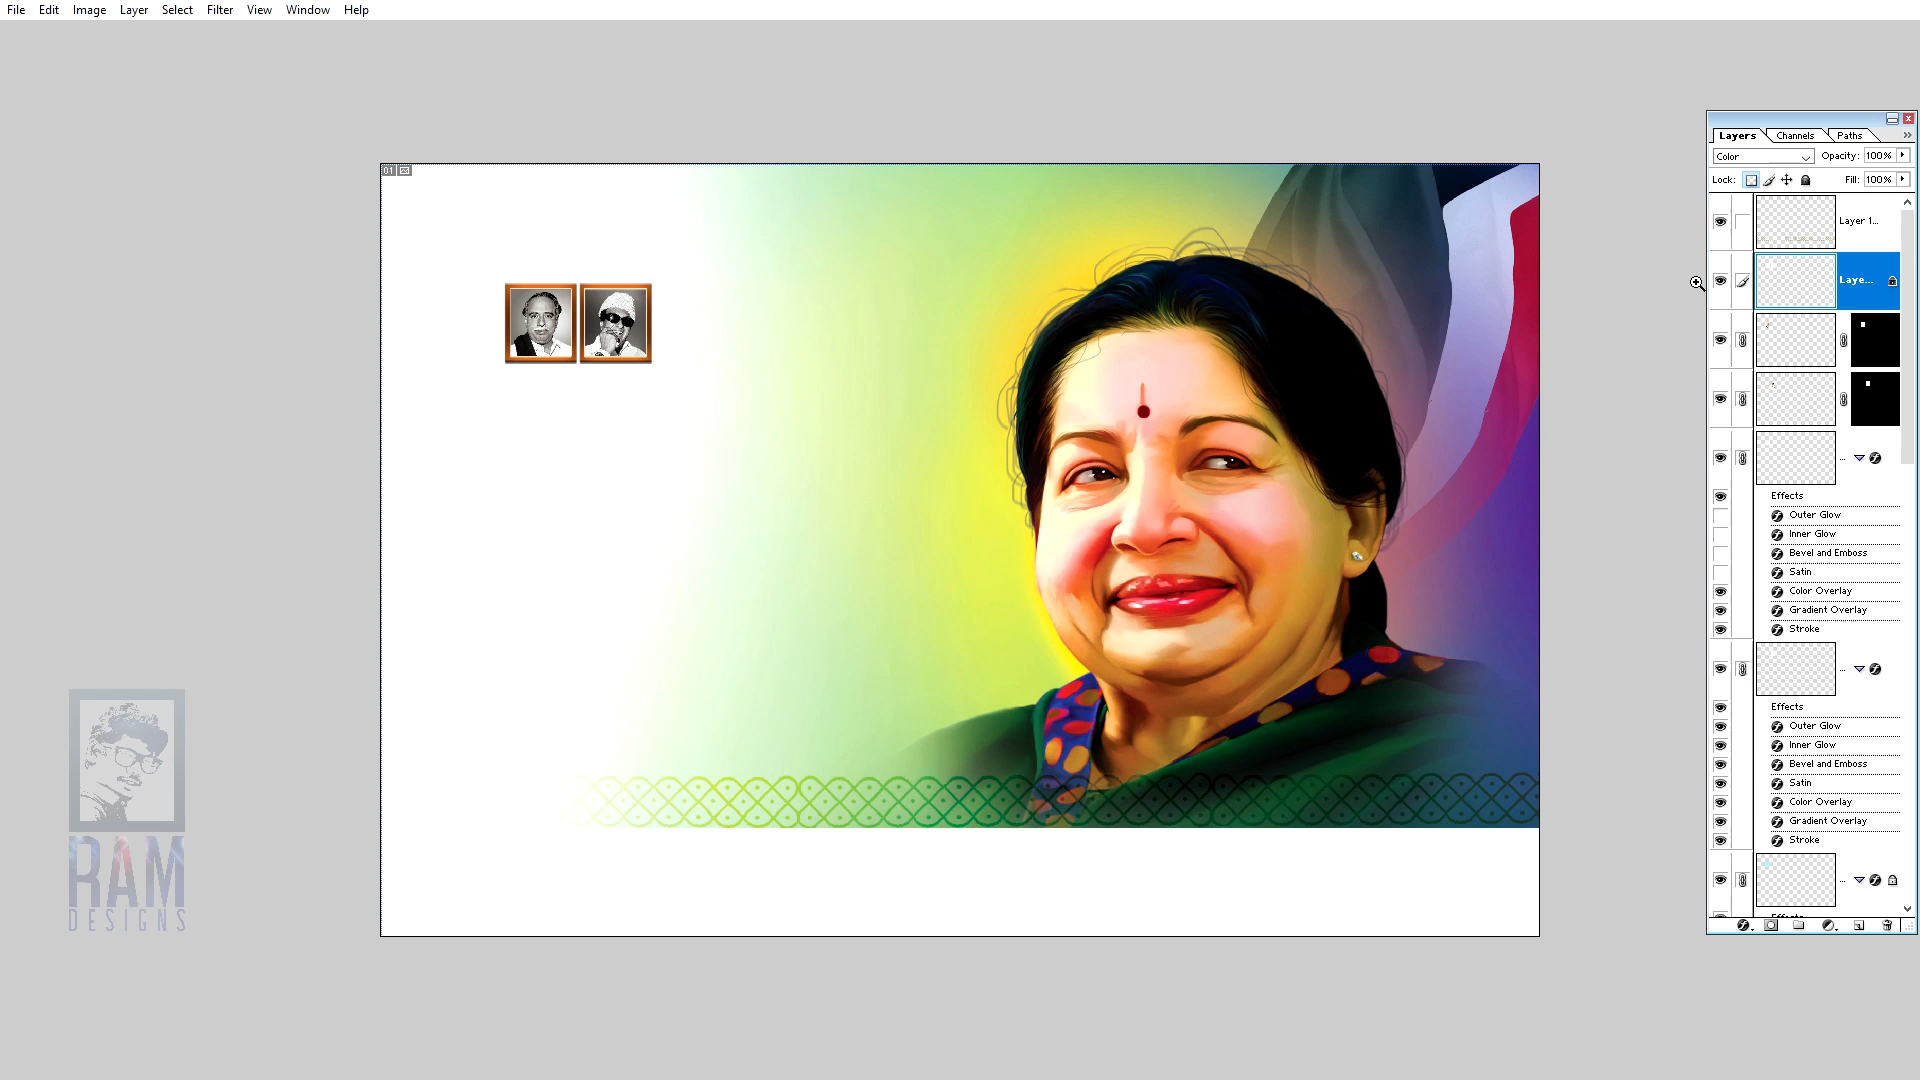 File Edit Image Layer Select Filter View Window Help
01
Layers Channels Paths
Color Opacity: 100%
Lock: Fill: 100%
Layer 1...
Laye...
...
Effects
Outer Glow
Inner Glow
Bevel and Emboss
Satin
Color Overlay
Gradient Overlay
Stroke
...
Effects
Outer Glow
Inner Glow
Bevel and Emboss
Satin
Color Overlay
Gradient Overlay
Stroke
...
Effects
RAM
DESIGNS